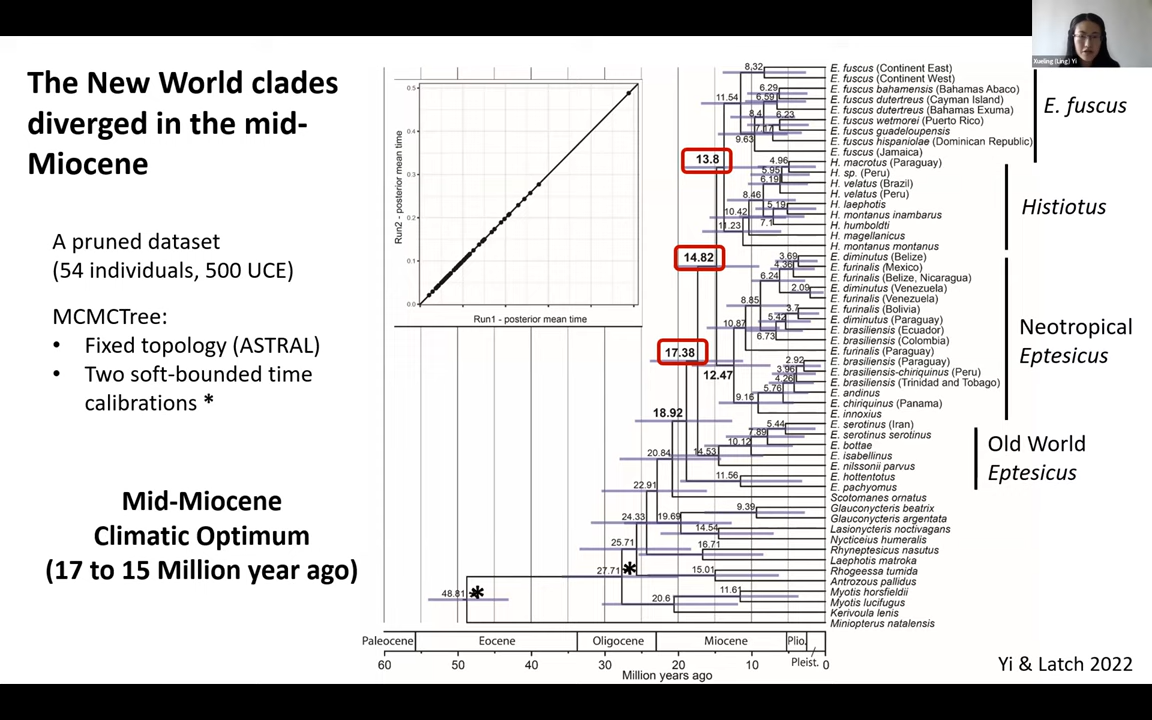 The New World clades
diverged in the mid-
Miocene
A pruned dataset
(54 individuals, 500 UCE)
MCMCTree:
• Fixed topology (ASTRAL)
• Two soft-bounded time
calibrations *
Mid-Miocene
Climatic Optimum
(17 to 15 Million year ago)
Run2 - posterior mean time
0.5
0.4
0.3
0.2
0.1
0.0
Run1 - posterior mean time
8.32
6.29
6.59
11.54
8.4
6.23
7.17
9.63
13.8
4.96
5.95
6.19
8.46
5.19
10.42
7.1
11.23
14.82
3.69
4.36
6.24
2.09
8.85
3.7
5.42
10.87
6.73
17.38
2.92
3.96
12.47
4.26
5.76
9.16
18.92
5.44
7.89
10.12
14.53
20.84
11.56
22.91
9.39
24.33
19.69
14.54
25.71
16.71
27.71 *
15.01
48.81 *
11.61
20.6
E. fuscus (Continent East)
E. fuscus (Continent West)
E. fuscus bahamensis (Bahamas Abaco)
E. fuscus dutertreus (Cayman Island)
E. fuscus dutertreus (Bahamas Exuma)
E. fuscus wetmorei (Puerto Rico)
E. fuscus guadeloupensis
E. fuscus hispaniolae (Dominican Republic)
E. fuscus (Jamaica)
H. macrotus (Paraguay)
H. sp. (Peru)
H. velatus (Brazil)
H. velatus (Peru)
H. laephotis
H. montanus inambarus
H. humboldti
H. magellanicus
H. montanus montanus
E. diminutus (Belize)
E. furinalis (Mexico)
E. furinalis (Belize, Nicaragua)
E. diminutus (Venezuela)
E. furinalis (Venezuela)
E. furinalis (Bolivia)
E. diminutus (Paraguay)
E. brasiliensis (Ecuador)
E. brasiliensis (Colombia)
E. furinalis (Paraguay)
E. brasiliensis (Paraguay)
E. brasiliensis-chiriquinus (Peru)
E. brasiliensis (Trinidad and Tobago)
E. andinus
E. chiriquinus (Panama)
E. innoxius
E. serotinus (Iran)
E. serotinus serotinus
E. bottae
E. isabellinus
E. nilssonii parvus
E. hottentotus
E. pachyomus
Scotomanes ornatus
Glauconycteris beatrix
Glauconycteris argentata
Lasionycteris noctivagans
Nycticeius humeralis
Rhyneptesicus nasutus
Laephotis matroka
Rhogeessa tumida
Antrozous pallidus
Myotis horsfieldii
Myotis lucifugus
Kerivoula lenis
Miniopterus natalensis
E. fuscus
Histiotus
Neotropical
Eptesicus
Old World
Eptesicus
Paleocene Eocene Oligocene Miocene Plio.
Pleist.
60 50 40 30 20 10 0
Million years ago
Yi & Latch 2022
Xueling (Ling) Yi